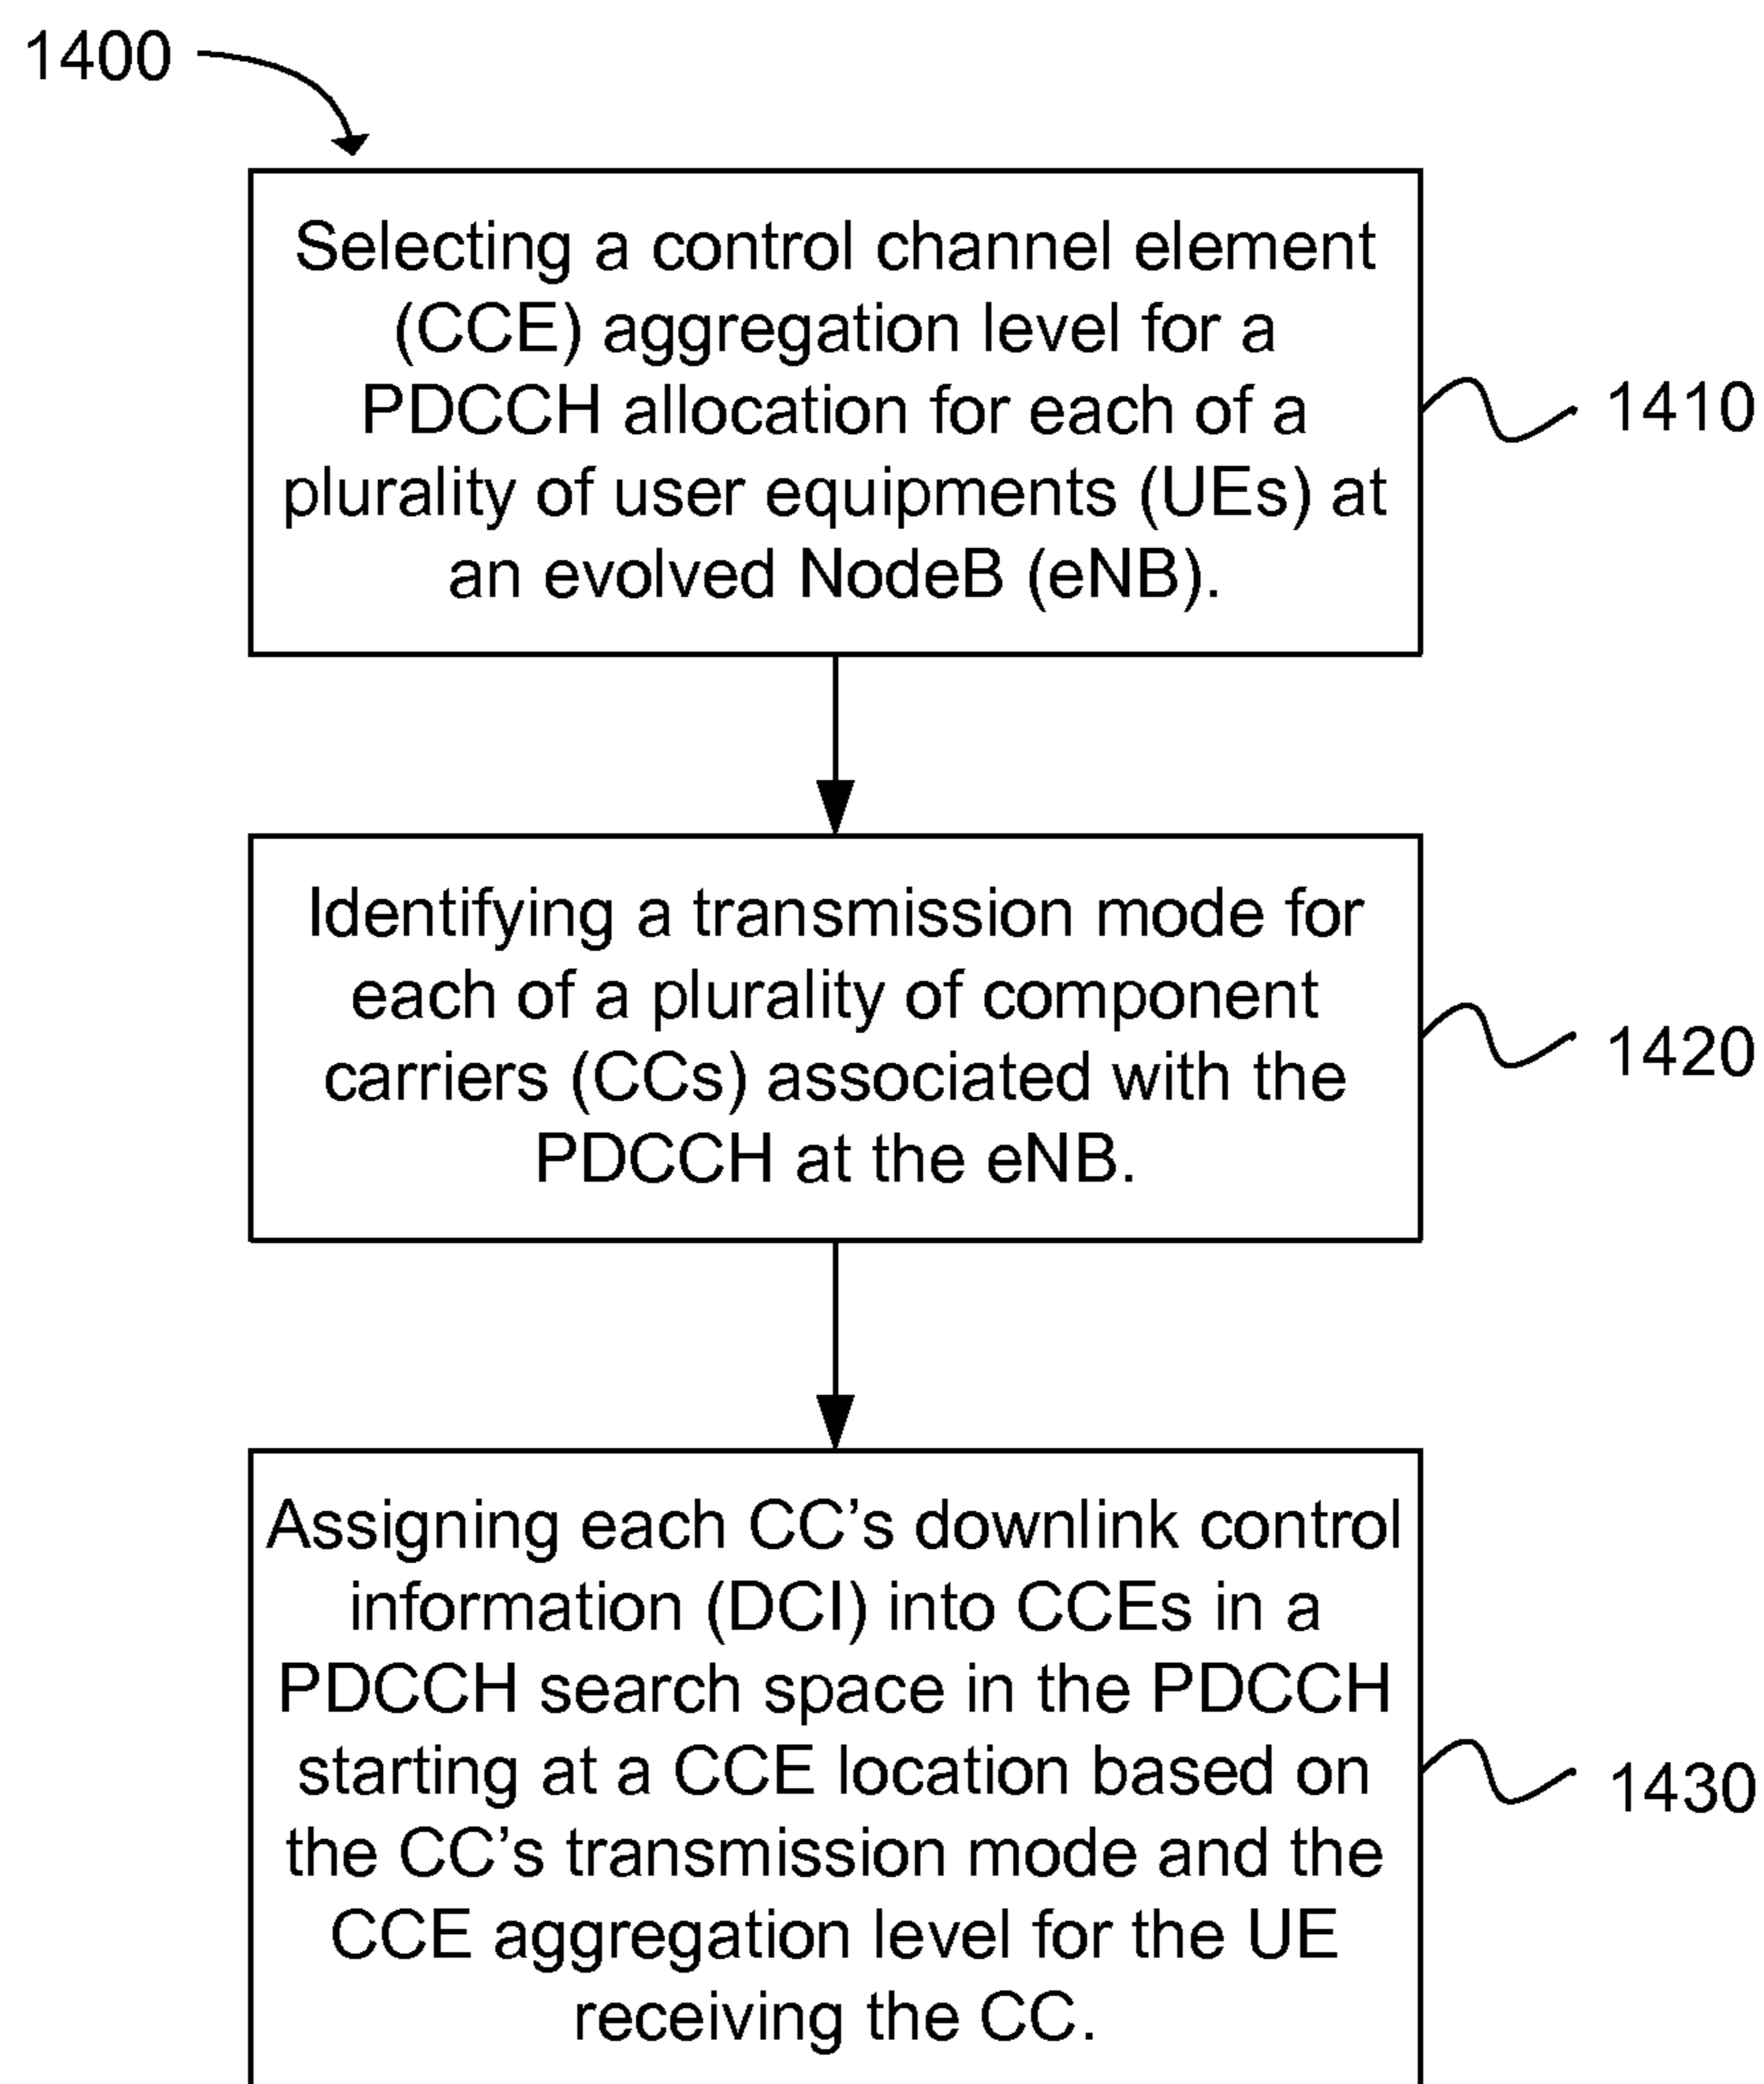 1400
Selecting a control channel element
(CCE) aggregation level for a
PDCCH allocation for each of a
plurality of user equipments (UEs) at
an evolved NodeB (eNB).
1410
Identifying a transmission mode for
each of a plurality of component
carriers (CCs) associated with the
PDCCH at the eNB.
1420
Assigning each CC’s downlink control
information (DCI) into CCEs in a
PDCCH search space in the PDCCH
starting at a CCE location based on
the CC’s transmission mode and the
CCE aggregation level for the UE
receiving the CC.
1430